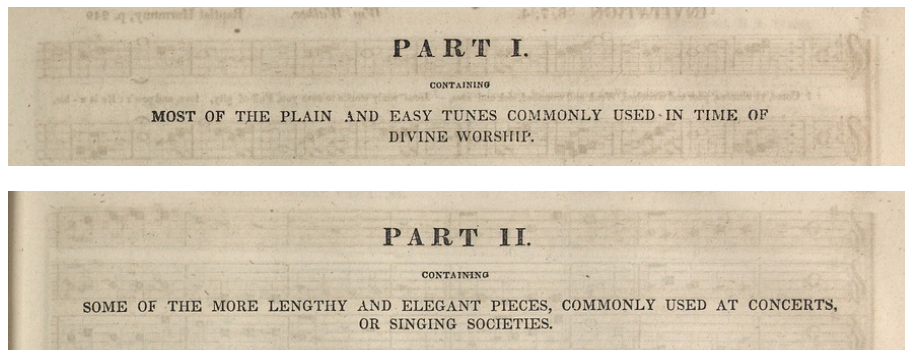 PART I.
CONTAINING
MOST OF THE PLAIN AND EASY TUNES COMMONLY USED IN TIME OF
DIVINE WORSHIP.
PART II.
CONTAINING
SOME OF THE MORE LENGTHY AND ELEGANT PIECES, COMMONLY USED AT CONCERTS,
OR SINGING SOCIETIES.